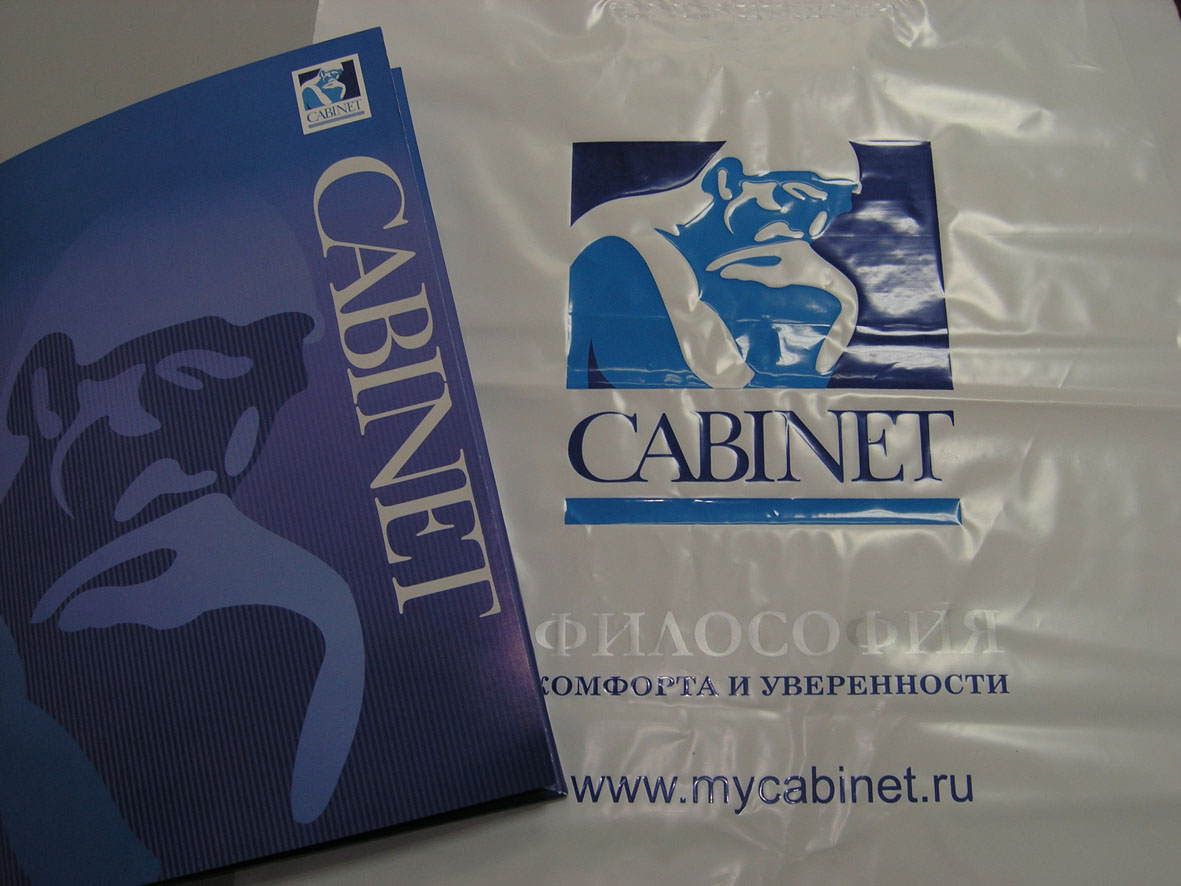 CABINET
CABINET
CABINET
ФИЛОСОФИЯ
КОМФОРТА И УВЕРЕННОСТИ
www.mycabinet.ru